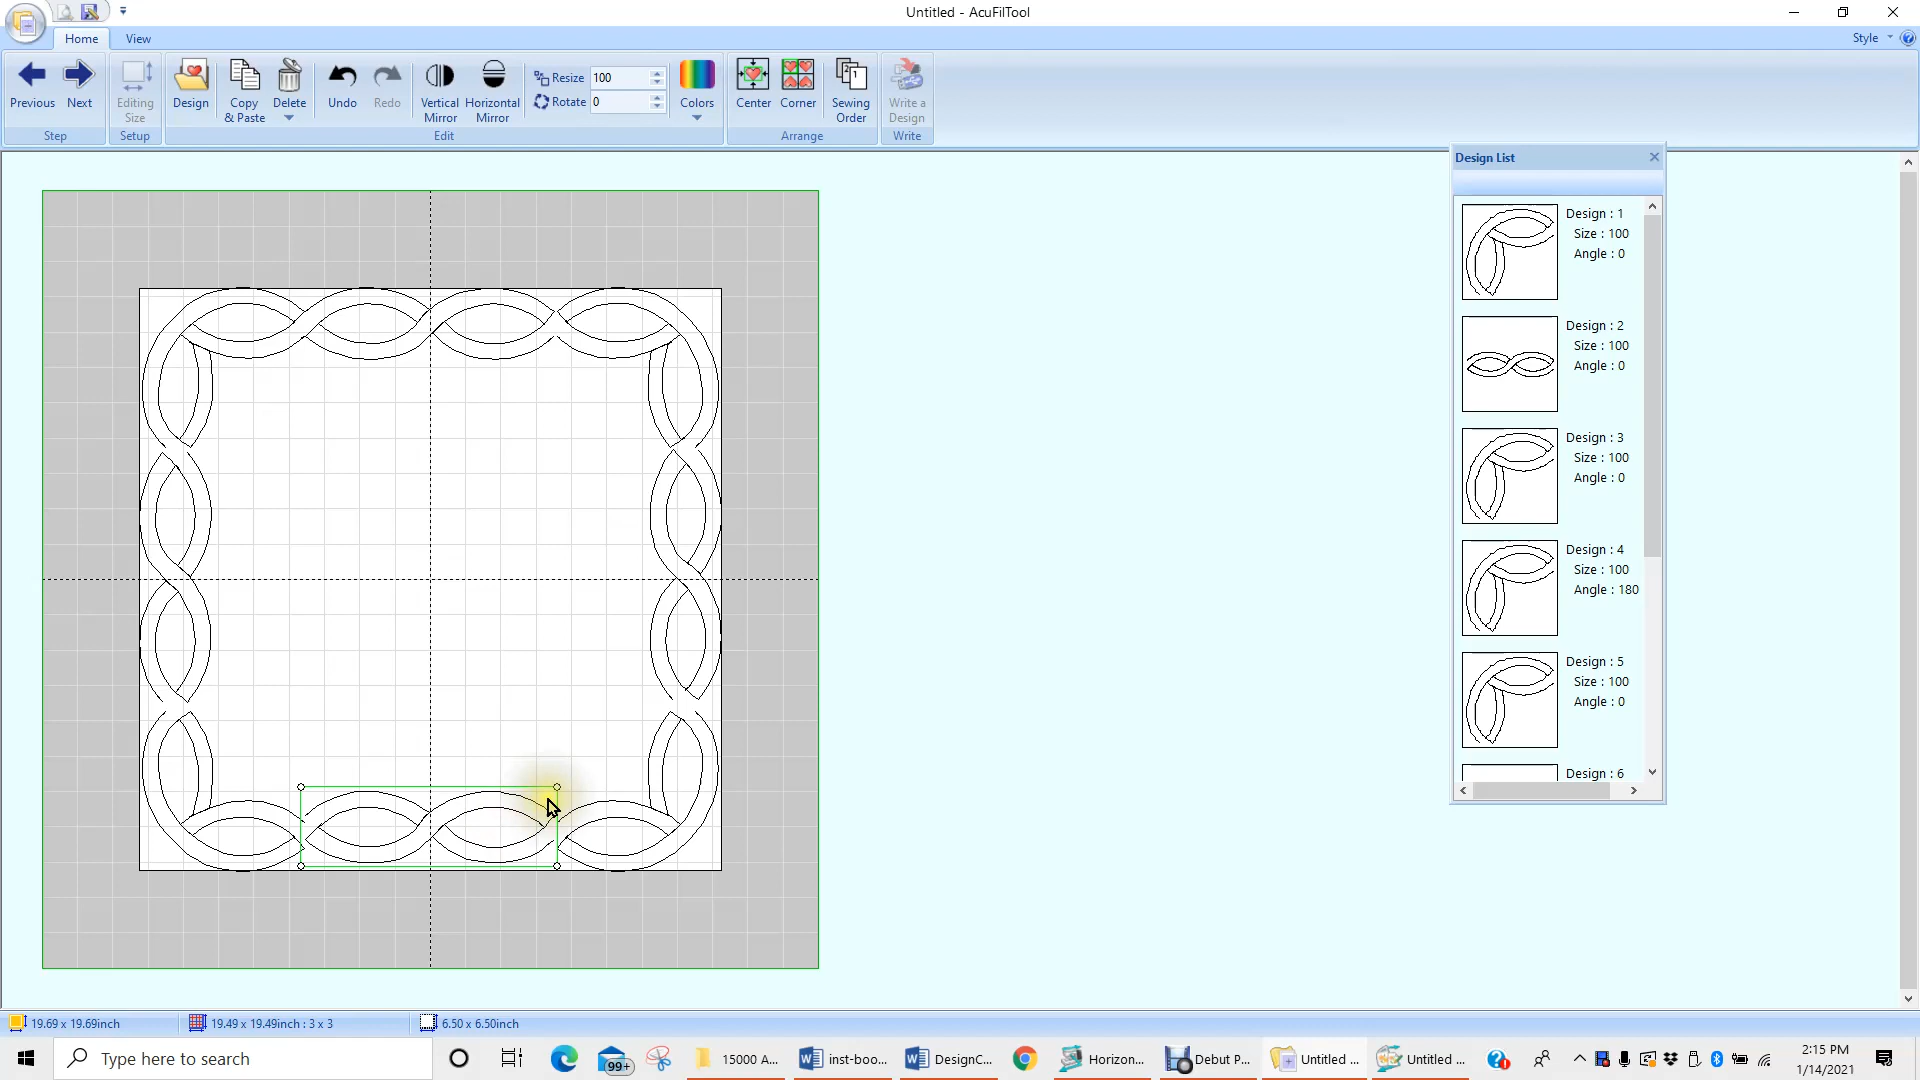 Untitled - AcuFilTool
Home View
Style
Previous Next
Editing Size
Design
Copy & Paste
Delete
Undo
Redo
Vertical Mirror
Horizontal Mirror
Resize 100
Rotate 0
Colors
Center
Corner
Sewing Order
Write a Design
Step Setup Edit Arrange Write
Design List
Design : 1
Size : 100
Angle : 0
Design : 2
Size : 100
Angle : 0
Design : 3
Size : 100
Angle : 0
Design : 4
Size : 100
Angle : 180
Design : 5
Size : 100
Angle : 0
Design : 6
19.69 x 19.69inch
19.49 x 19.49inch : 3 x 3
6.50 x 6.50inch
Type here to search
99+
15000 A...
inst-boo...
DesignC...
Horizon...
Debut P...
Untitled ...
Untitled ...
2:15 PM
1/14/2021